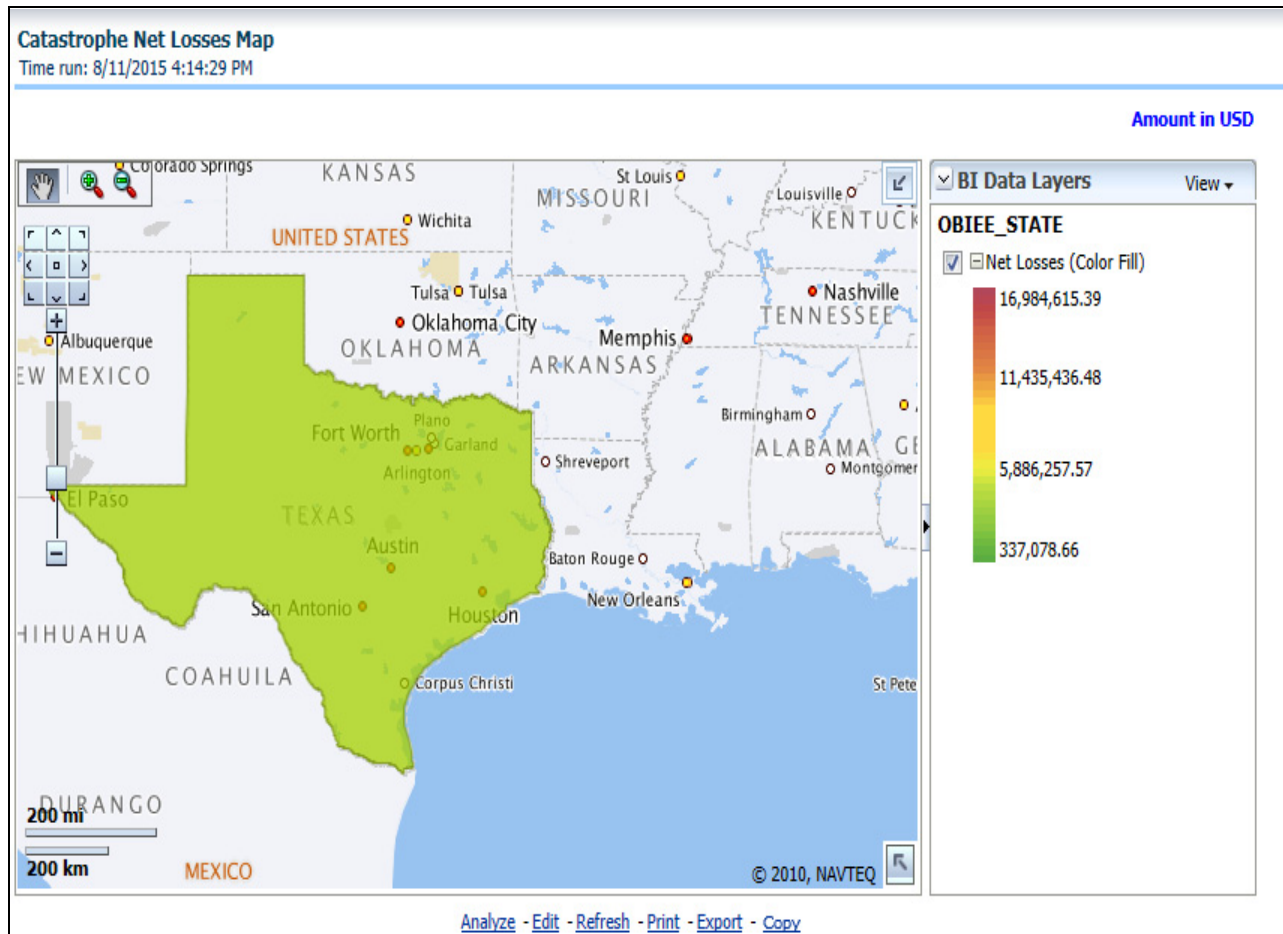 Catastrophe Net Losses Map
Time run: 8/11/2015 4:14:29 PM
Amount in USD
Colorado Springs
KANSAS
St Louis
MISSOURI
Louisville
KENTUCK
Wichita
UNITED STATES
Tulsa
Tulsa
Nashville
TENNESSEE
Oklahoma City
Memphis
Albuquerque
OKLAHOMA
ARKANSAS
EW MEXICO
Birmingham
Plano
Fort Worth
Garland
ALABAMA
GE
Arlington
Shreveport
Montgomer
El Paso
TEXAS
Austin
Baton Rouge
San Antonio
Houston
New Orleans
HIHUAHUA
COAHUILA
Corpus Christi
St Pete
DURANGO
200 mi
200 km
MEXICO
© 2010, NAVTEQ
BI Data Layers
View
OBIEE_STATE
Net Losses (Color Fill)
16,984,615.39
11,435,436.48
5,886,257.57
337,078.66
Analyze - Edit - Refresh - Print - Export - Copy